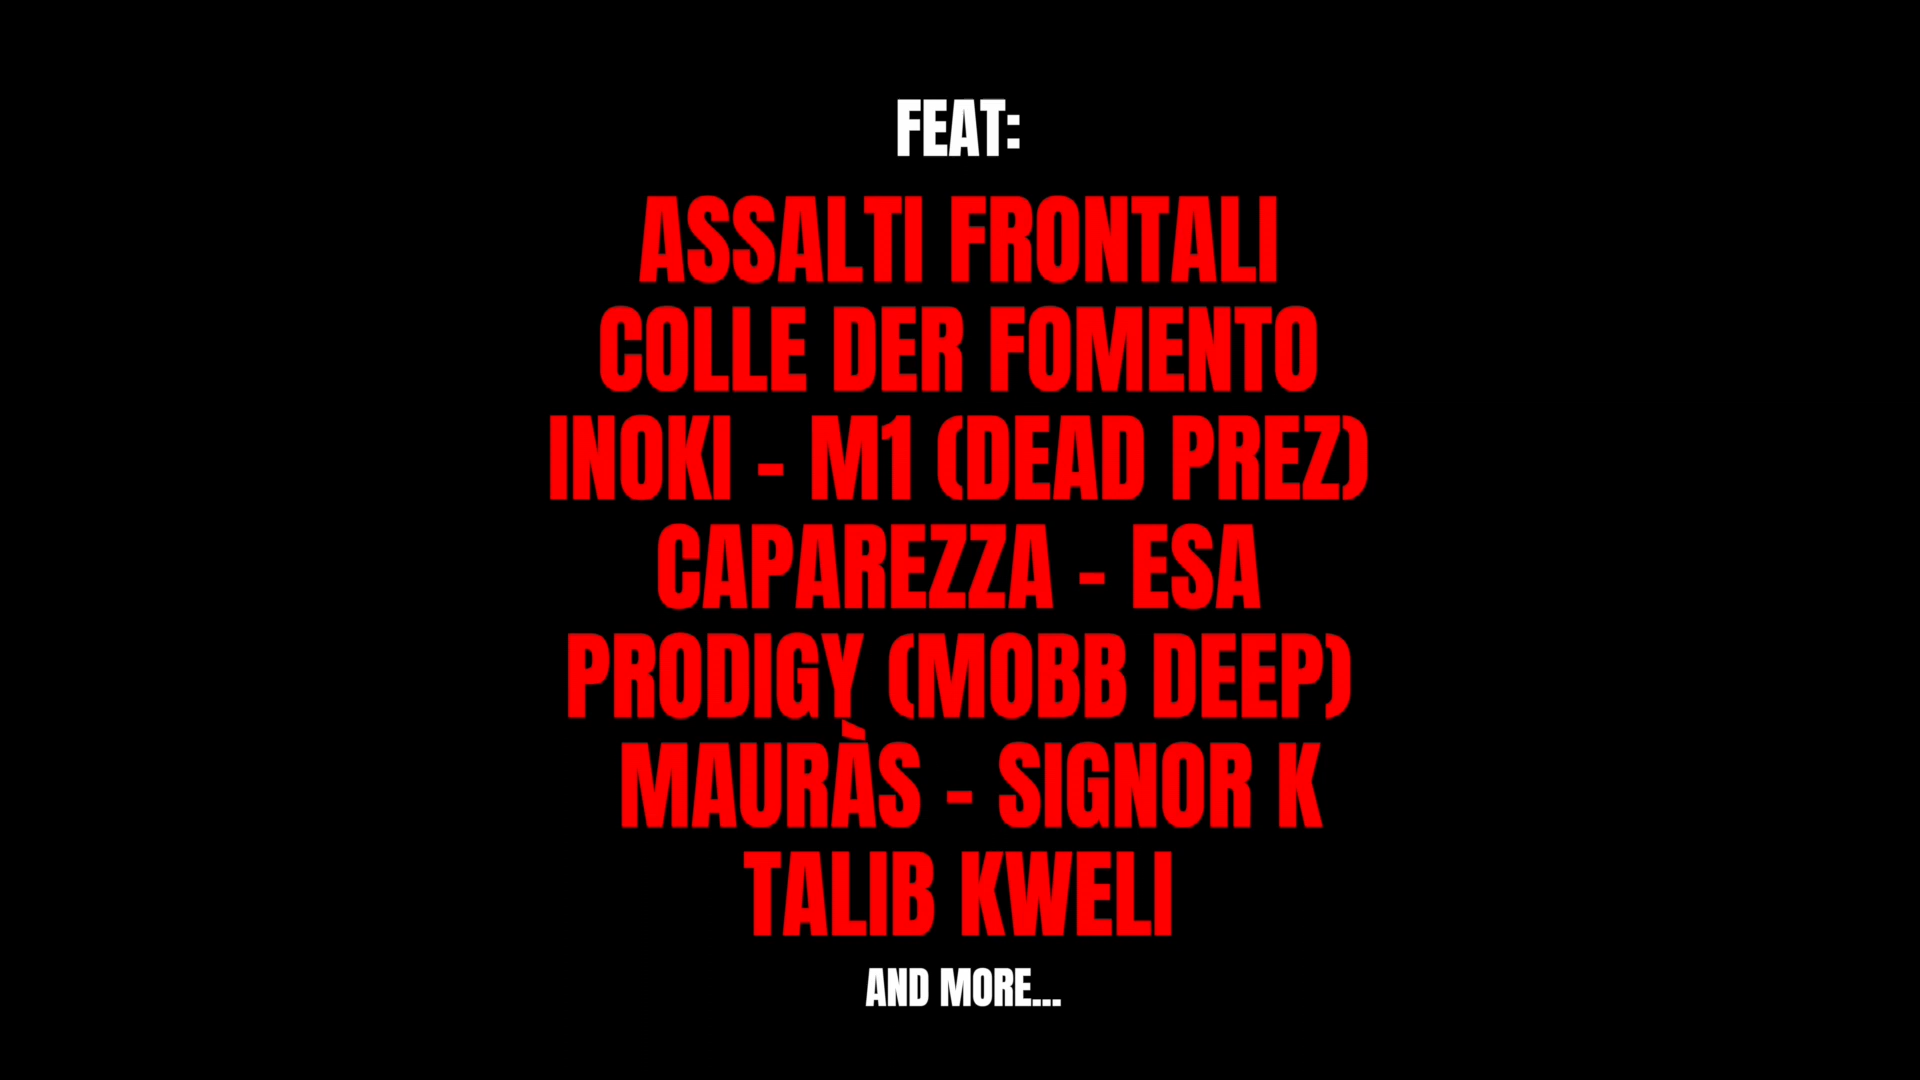 FEAT:
ASSALTI FRONTALI
COLLE DER FOMENTO
INOKI - M1 (DEAD PREZ)
CAPAREZZA - ESA
PRODIGY (MOBB DEEP)
MAURÀS - SIGNOR K
TALIB KWELI
AND MORE...